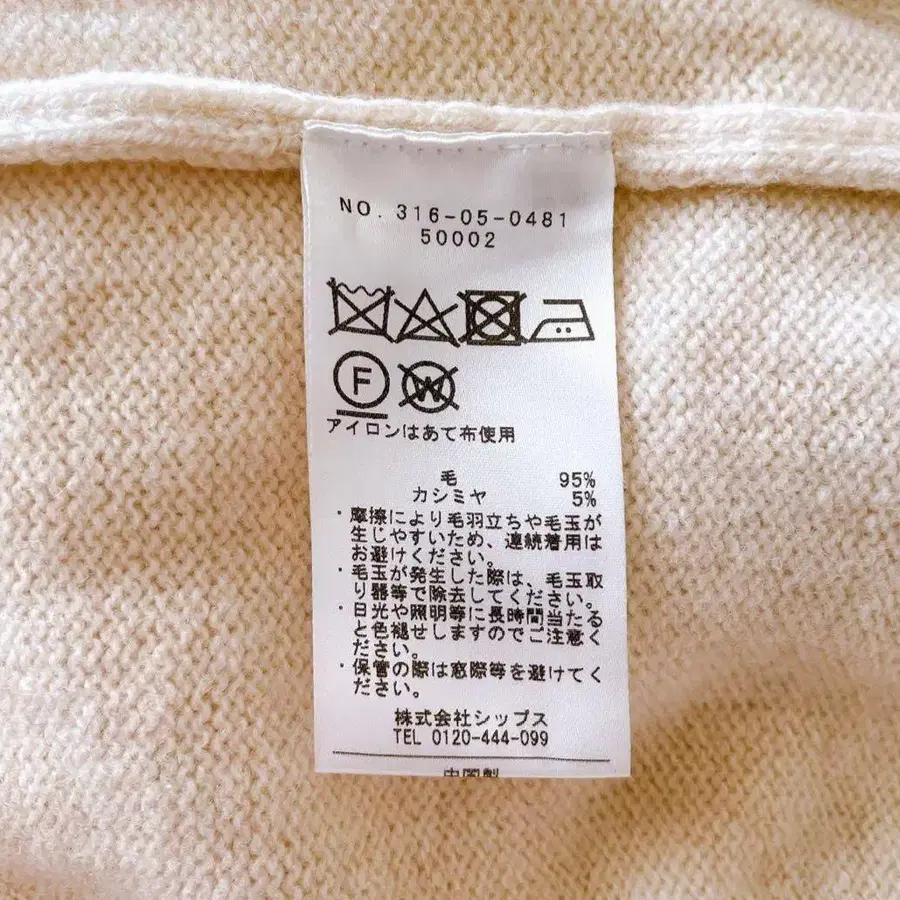 NO. 316-05-0481
50002
F W
アイロンはあて布使用
毛 95%
カシミヤ 5%
・摩擦により毛羽立ちや毛玉が
生じやすいため、連続着用は
お避けください。
・毛玉が発生した際は、毛玉取
り器等で除去してください。
・日光や照明等に長時間当たる
と色褪せしますのでご注意く
ださい。
・保管の際は窓際等を避けてく
ださい。
株式会社シップス
TEL 0120-444-099
中国製